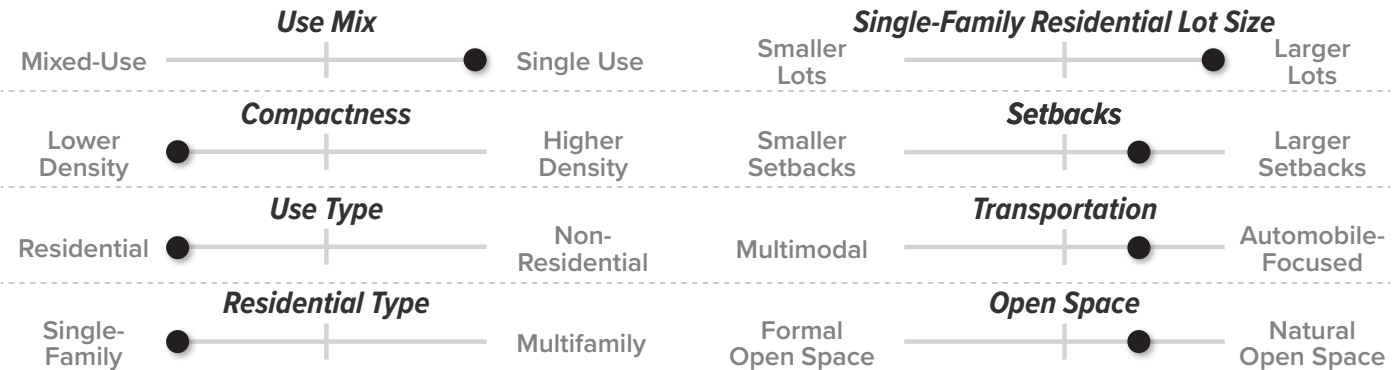 Use Mix
Mixed-Use
Single Use
Compactness
Lower
Density
Higher
Density
Use Type
Residential
Non-
Residential
Residential Type
Single-
Family
Multifamily
Single-Family Residential Lot Size
Smaller
Lots
Larger
Lots
Setbacks
Smaller
Setbacks
Larger
Setbacks
Transportation
Multimodal
Automobile-
Focused
Open Space
Formal
Open Space
Natural
Open Space